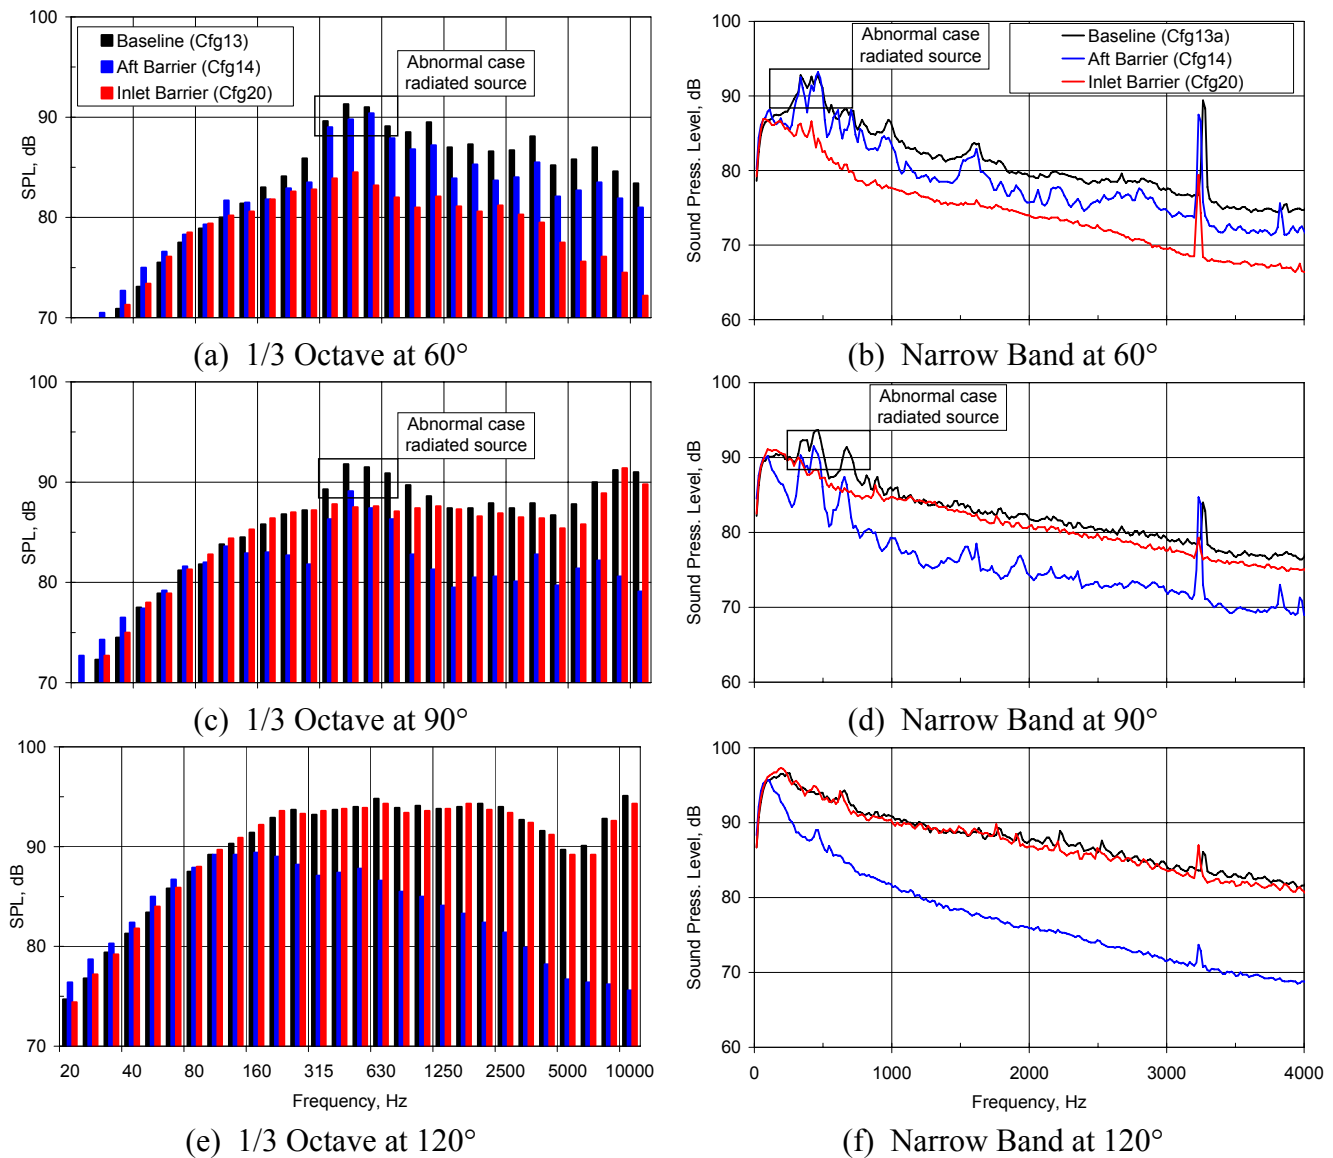 100
90
80
70
SPL, dB
Baseline (Cfg13)
Aft Barrier (Cfg14)
Inlet Barrier (Cfg20)
Abnormal case
radiated source
(a) 1/3 Octave at 60°
100
90
80
70
60
Sound Press. Level, dB
Abnormal case
radiated source
Baseline (Cfg13a)
Aft Barrier (Cfg14)
Inlet Barrier (Cfg20)
(b) Narrow Band at 60°
100
90
80
70
SPL, dB
Abnormal case
radiated source
(c) 1/3 Octave at 90°
100
90
80
70
60
Sound Press. Level, dB
Abnormal case
radiated source
(d) Narrow Band at 90°
100
90
80
70
SPL, dB
20 40 80 160 315 630 1250 2500 5000 10000
Frequency, Hz
(e) 1/3 Octave at 120°
100
90
80
70
60
Sound Press. Level, dB
0 1000 2000 3000 4000
Frequency, Hz
(f) Narrow Band at 120°